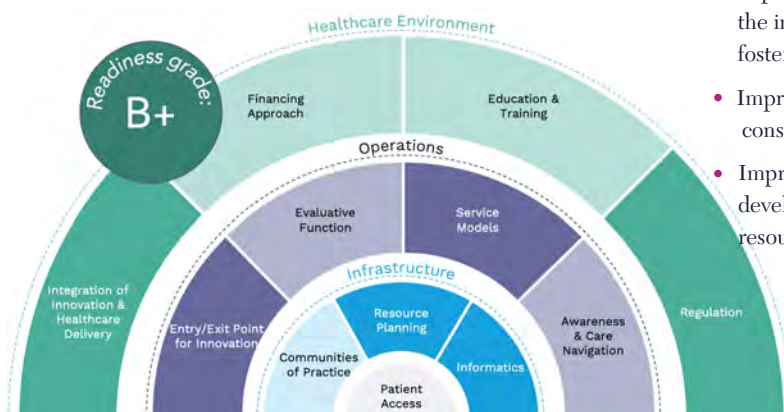 Healthcare Environment
Readiness grade:
B+
Financing
Approach
Education &
Training
Operations
Evaluative
Function
Service
Models
Infrastructure
Integration of
Innovation &
Healthcare
Delivery
Entry/Exit Point
for Innovation
Communities
of Practice
Resource
Planning
Informatics
Awareness
& Care
Navigation
Regulation
Patient
Access
the in
foster
• Impr
cons
• Impr
devel
resou